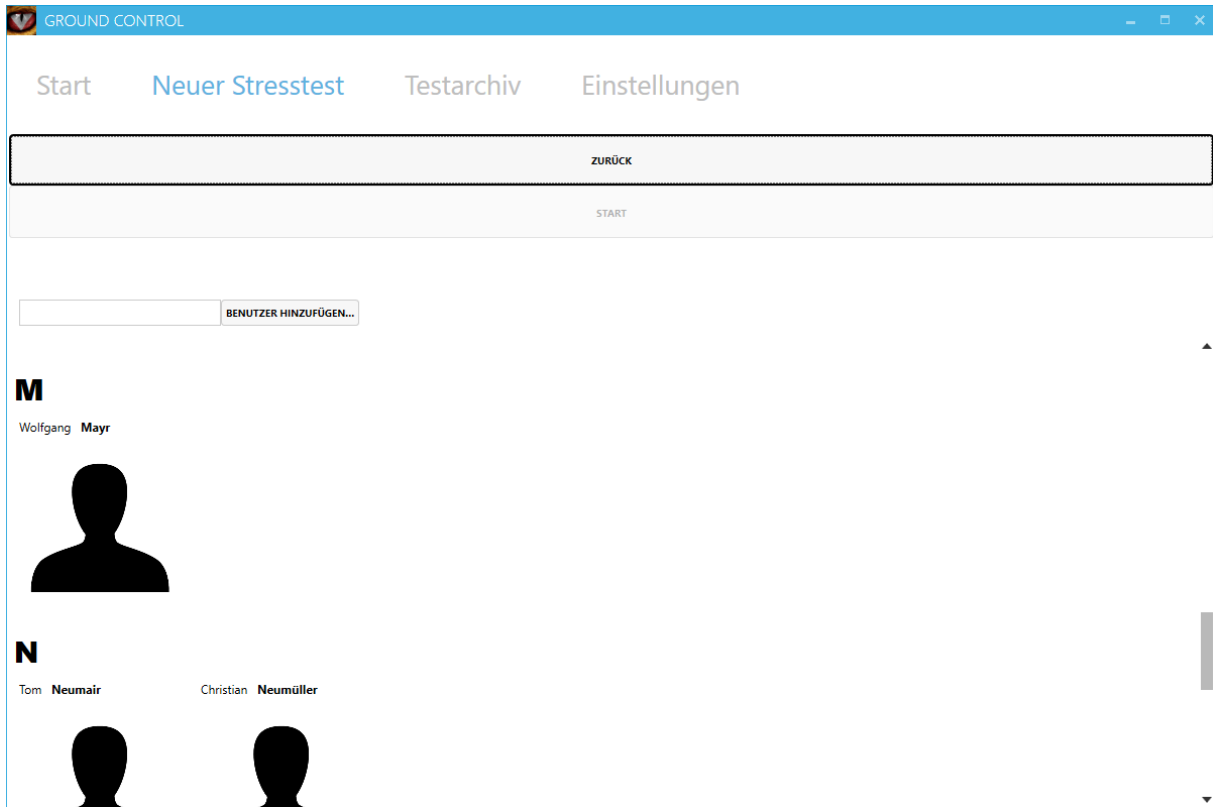 GROUND CONTROL
Start Neuer Stresstest Testarchiv Einstellungen
ZURÜCK
START
BENUTZER HINZUFÜGEN...
M
Wolfgang Mayr
N
Tom Neumair Christian Neumüller